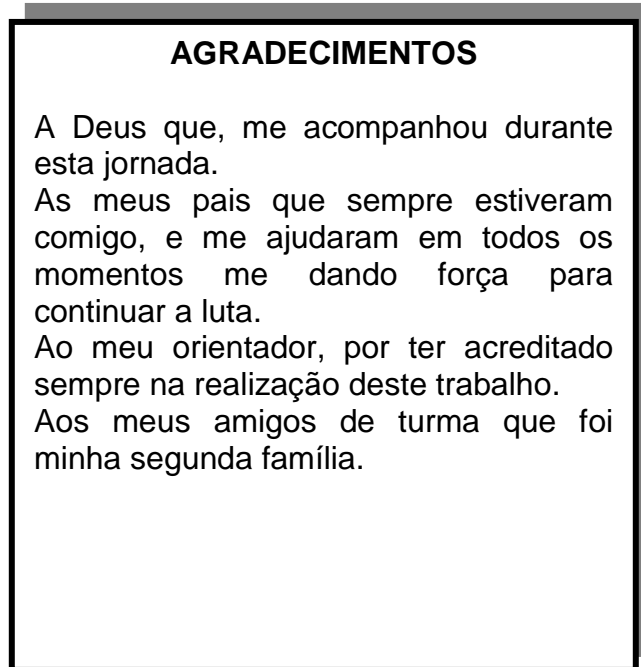 AGRADECIMENTOS
A Deus que, me acompanhou durante
esta jornada.
As meus pais que sempre estiveram
comigo, e me ajudaram em todos os
momentos me dando força para
continuar a luta.
Ao meu orientador, por ter acreditado
sempre na realização deste trabalho.
Aos meus amigos de turma que foi
minha segunda família.